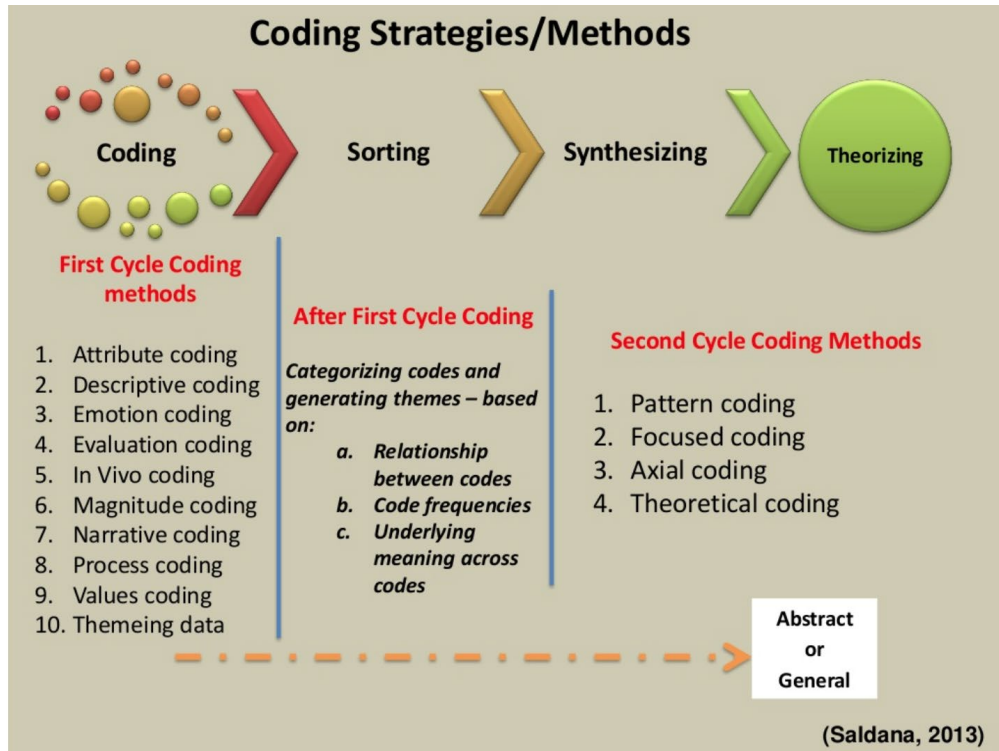 Coding Strategies/Methods
Coding
Sorting
Synthesizing
Theorizing
First Cycle Coding
methods
1. Attribute coding
2. Descriptive coding
3. Emotion coding
4. Evaluation coding
5. In Vivo coding
6. Magnitude coding
7. Narrative coding
8. Process coding
9. Values coding
10. Themeing data
After First Cycle Coding
Categorizing codes and
generating themes – based
on:
a. Relationship
between codes
b. Code frequencies
c. Underlying
meaning across
codes
Second Cycle Coding Methods
1. Pattern coding
2. Focused coding
3. Axial coding
4. Theoretical coding
Abstract
or
General
(Saldana, 2013)